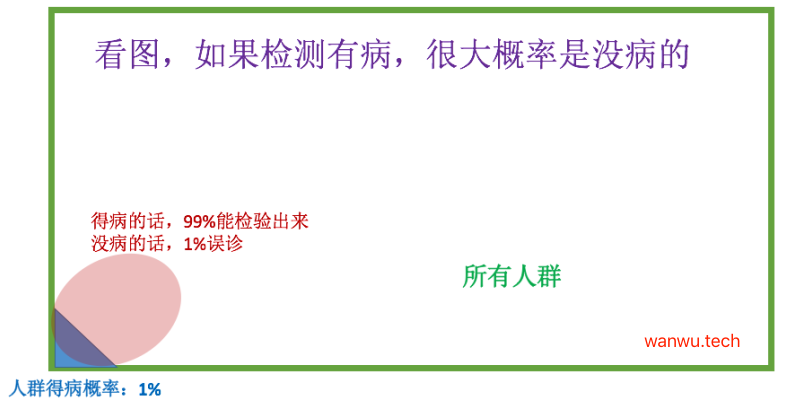 看图，如果检测有病，很大概率是没病的
得病的话，99%能检验出来
没病的话，1%误诊
所有人群
wanwu.tech
人群得病概率：1%